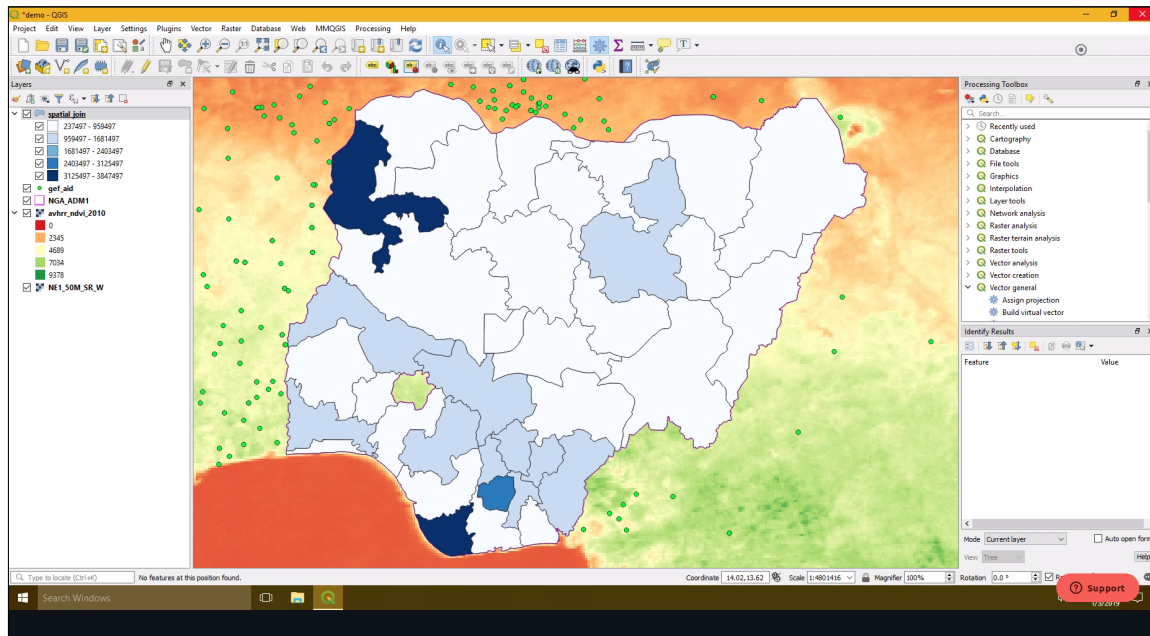 *demo - QGIS
Project Edit View Layer Settings Plugins Vector Raster Database Web MMQGIS Processing Help
Layers
spatial_join
237497 - 959497
959497 - 1681497
1681497 - 2403497
2403497 - 3125497
3125497 - 3847497
gef_aid
NGA_ADM1
avhrr_ndvi_2010
0
2345
4689
7034
9378
NE1_50M_SR_W
Processing Toolbox
Search...
Recently used
Cartography
Database
File tools
Graphics
Interpolation
Layer tools
Network analysis
Raster analysis
Raster terrain analysis
Raster tools
Vector analysis
Vector creation
Vector general
Assign projection
Build virtual vector
Identify Results
Feature Value
Mode Current layer Auto open form
View Tree Help
Type to locate (Ctrl+K) No features at this position found. Coordinate 14.02,13.62 Scale 1:4801416 Magnifier 100% Rotation 0.0 °
Support
Search Windows
1/3/2019